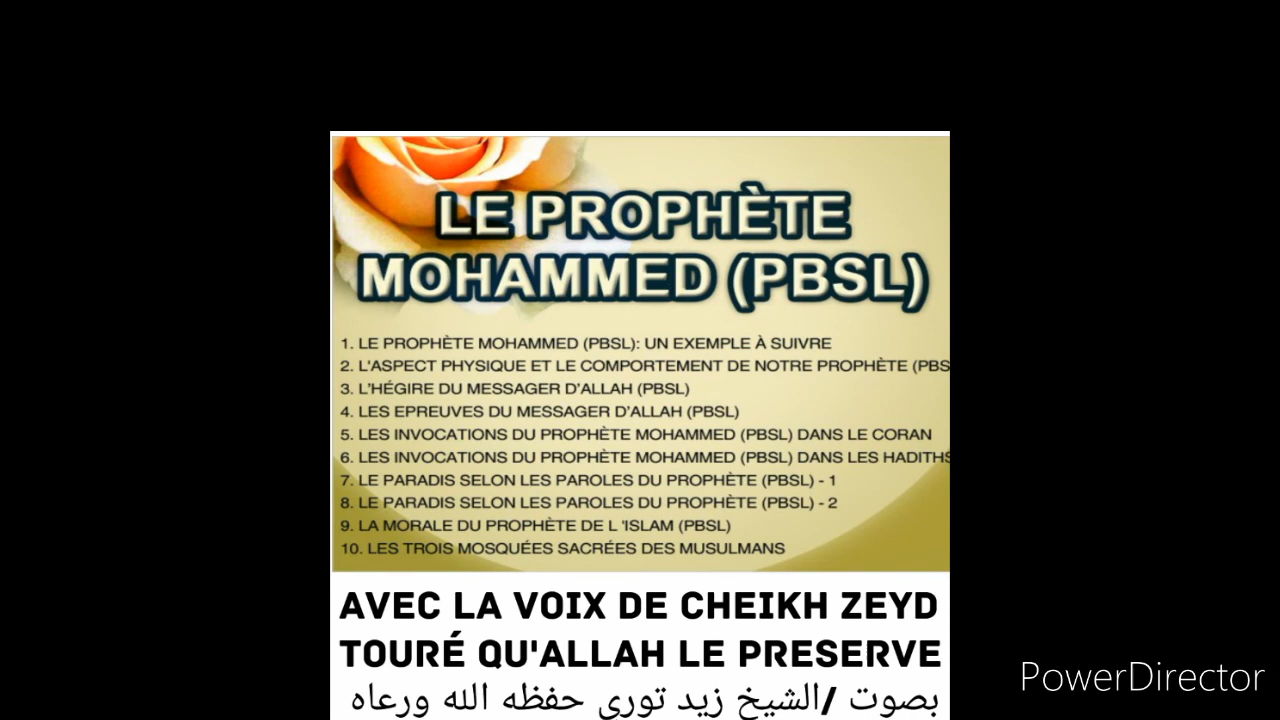 LE PROPHÈTE
MOHAMMED (PBSL)
1. LE PROPHÈTE MOHAMMED (PBSL): UN EXEMPLE À SUIVRE
2. L'ASPECT PHYSIQUE ET LE COMPORTEMENT DE NOTRE PROPHÈTE (PBS
3. L'HÉGIRE DU MESSAGER D'ALLAH (PBSL)
4. LES EPREUVES DU MESSAGER D'ALLAH (PBSL)
5. LES INVOCATIONS DU PROPHÈTE MOHAMMED (PBSL) DANS LE CORAN
6. LES INVOCATIONS DU PROPHÈTE MOHAMMED (PBSL) DANS LES HADITHS
7. LE PARADIS SELON LES PAROLES DU PROPHÈTE (PBSL) - 1
8. LE PARADIS SELON LES PAROLES DU PROPHÈTE (PBSL) - 2
9. LA MORALE DU PROPHÈTE DE L 'ISLAM (PBSL)
10. LES TROIS MOSQUÉES SACRÉES DES MUSULMANS
AVEC LA VOIX DE CHEIKH ZEYD
TOURÉ QU'ALLAH LE PRESERVE
بصوت /الشيخ زيد تورى حفظه الله ورعاه
PowerDirector